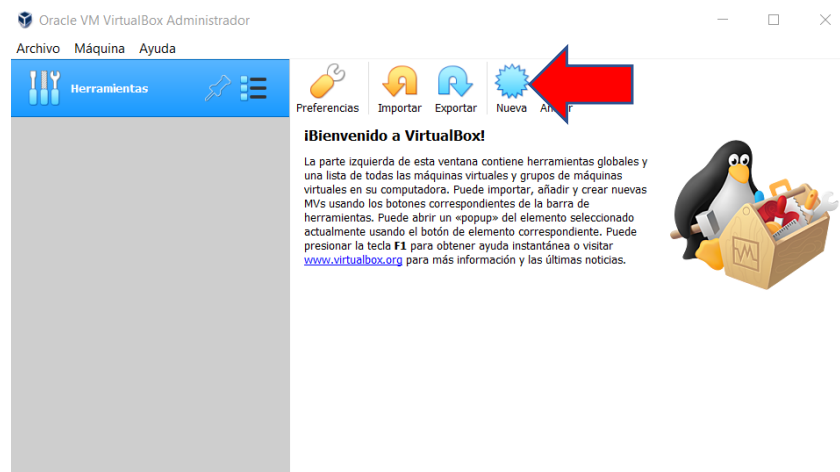 Oracle VM VirtualBox Administrador
Archivo Máquina Ayuda
Herramientas
Preferencias Importar Exportar Nueva
¡Bienvenido a VirtualBox!
La parte izquierda de esta ventana contiene herramientas globales y
una lista de todas las máquinas virtuales y grupos de máquinas
virtuales en su computadora. Puede importar, añadir y crear nuevas
MVs usando los botones correspondientes de la barra de
herramientas. Puede abrir un «popup» del elemento seleccionado
actualmente usando el botón de elemento correspondiente. Puede
presionar la tecla F1 para obtener ayuda instantánea o visitar
www.virtualbox.org para más información y las últimas noticias.